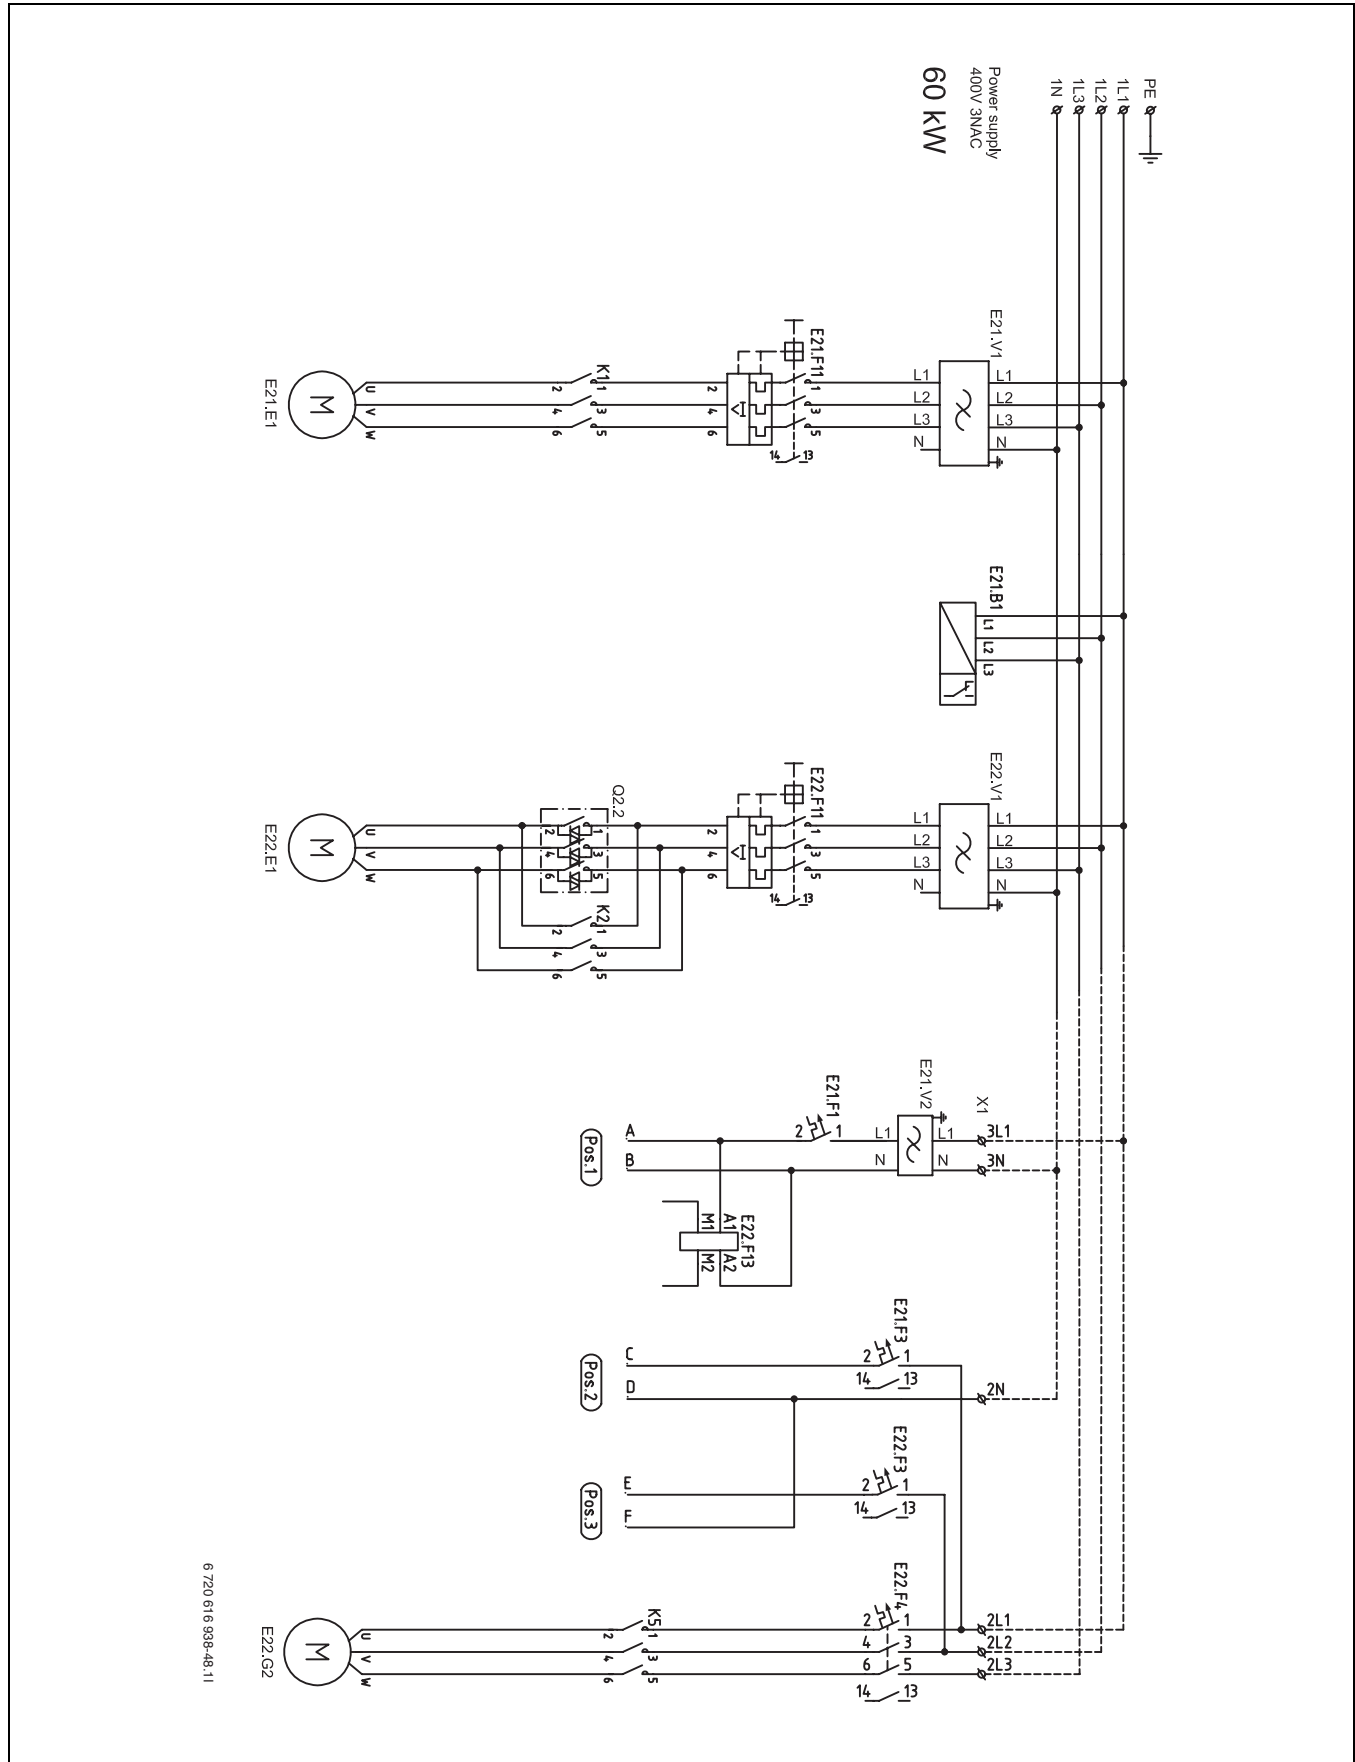 PE
1L1
1L2
1L3
1N
Power supply
400V 3NAC
60 kW
E21.V1
L1
L2
L3
N
L1
L2
L3
N
E21.F11
1
3
5
13
14
I>
2
4
6
K1
1
3
5
2
4
6
U
V
W
M
E21.E1
E21.B1
L1
L2
L3
E22.V1
L1
L2
L3
N
L1
L2
L3
N
E22.F11
1
3
5
13
14
I>
2
4
6
Q2.2
1
3
5
2
4
6
K2
1
3
5
2
4
6
U
V
W
M
E22.E1
X1
3L1
3N
E21.V2
L1
N
L1
N
E21.F1
1
2
A
B
Pos.1
E22.F13
A1
A2
M1
M2
E21.F3
1
2
13
14
2N
C
D
Pos.2
E22.F3
1
2
13
14
E
F
Pos.3
2L1
2L2
2L3
E22.F4
1
3
5
2
4
6
13
14
K5
1
3
5
2
4
6
U
V
W
M
E22.G2
6 720 616 938-48.1I